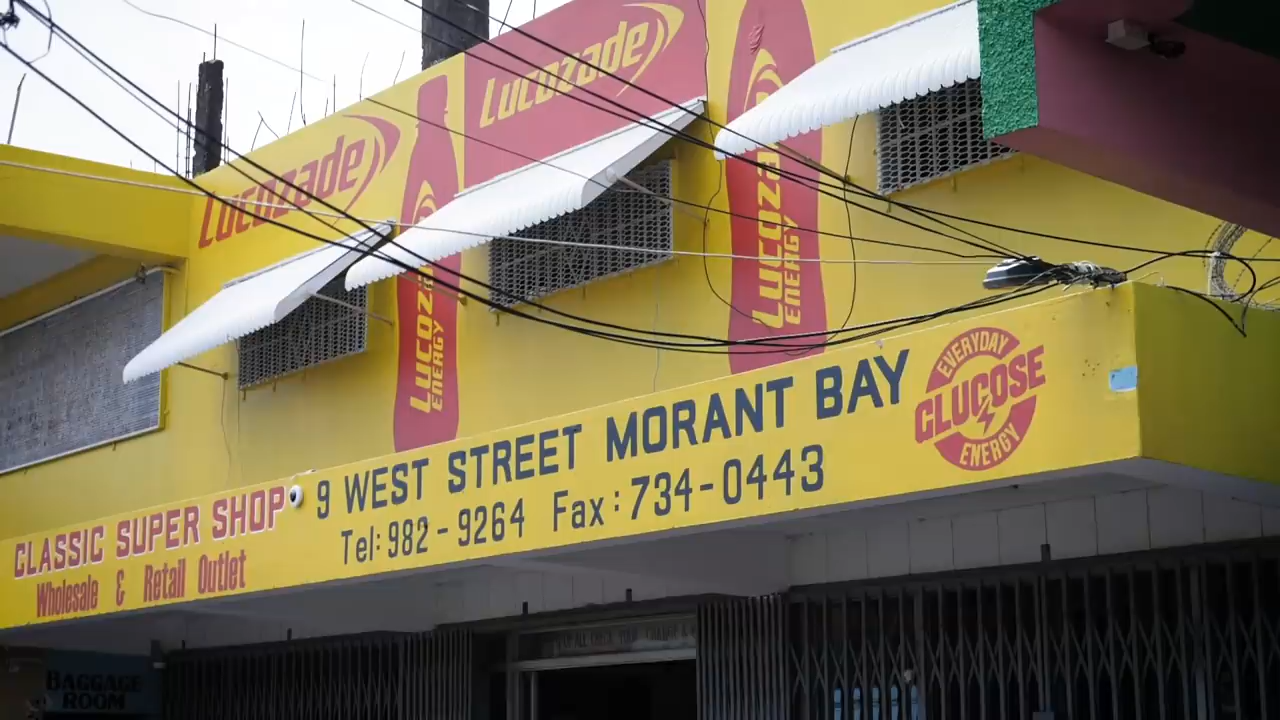 LUCOZADE
LUCOZADE
LUCOZADE
ENERGY
LUCOZADE
ENERGY
CLASSIC SUPER SHOP
Wholesale & Retail Outlet
9 WEST STREET MORANT BAY
Tel: 982-9264 Fax: 734-0443
EVERYDAY
GLUCOSE
ENERGY
BAGGAGE
ROOM